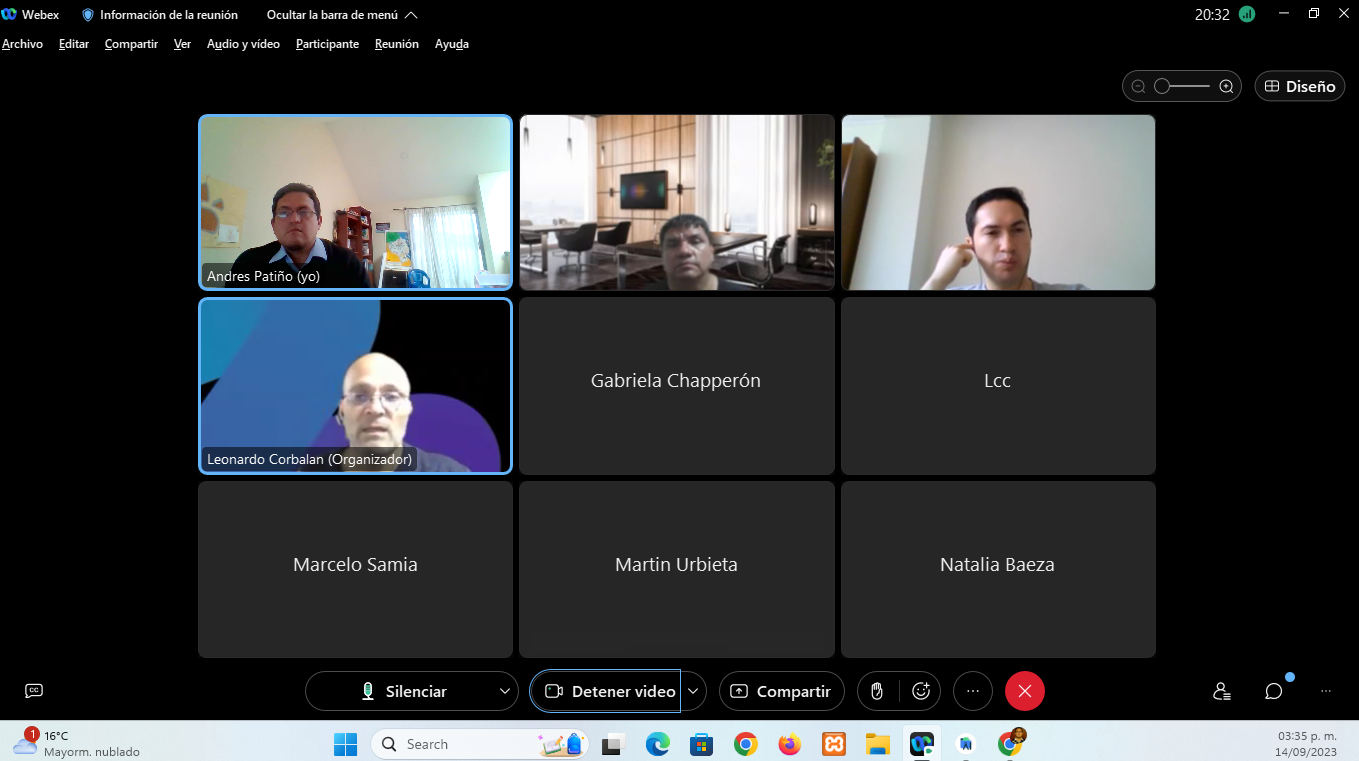 Webex
Información de la reunión
Ocultar la barra de menú
20:32
Archivo Editar Compartir Ver Audio y vídeo Participante Reunión Ayuda
Diseño
Andres Patiño (yo)
Leonardo Corbalan (Organizador)
Gabriela Chapperón
Lcc
Marcelo Samia
Martin Urbieta
Natalia Baeza
CC
Silenciar
Detener video
Compartir
1
16°C
Mayorm. nublado
Search
03:35 p. m.
14/09/2023